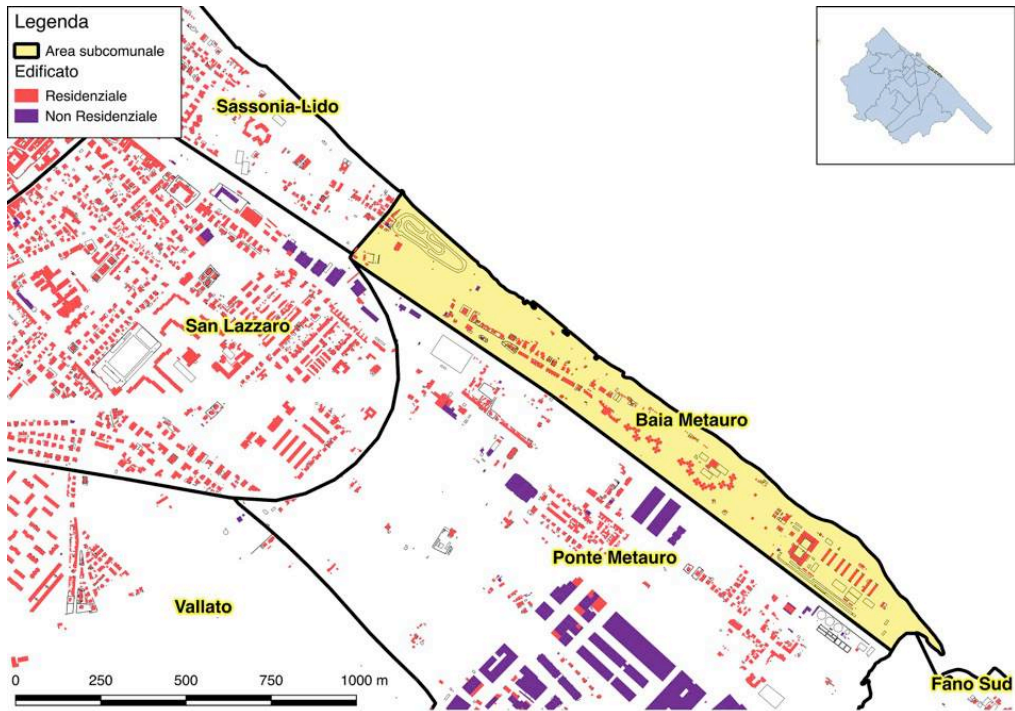 Legenda
Area subcomunale
Edificato
Residenziale
Non Residenziale
Sassonia-Lido
San Lazzaro
Baia Metauro
Ponte Metauro
Vallato
Fano Sud
0 250 500 750 1000 m